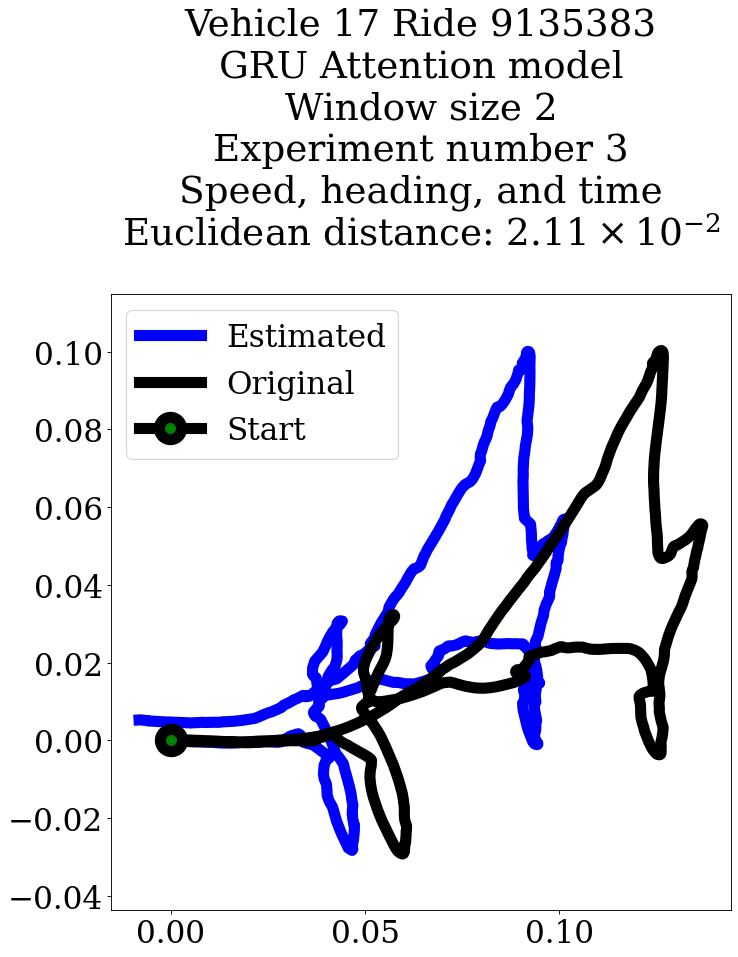 Vehicle 17 Ride 9135383
GRU Attention model
Window size 2
Experiment number 3
Speed, heading, and time
Euclidean distance: 2.11 × 10⁻²
Estimated
Original
Start
0.10
0.08
0.06
0.04
0.02
0.00
−0.02
−0.04
0.00 0.05 0.10